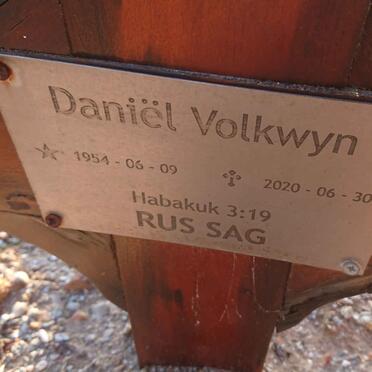 Daniël Volkwyn
1954 - 06 - 09 2020 - 06 - 30
Habakuk 3:19
RUS SAG